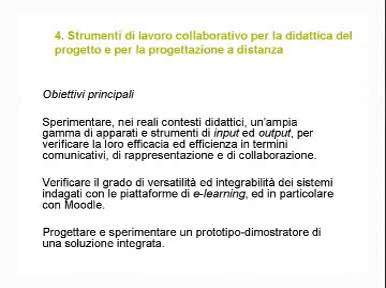 4. Strumenti di lavoro collaborativo per la didattica del
progetto e per la progettazione a distanza
Obiettivi principali
Sperimentare, nei reali contesti didattici, un'ampia
gamma di apparati e strumenti di input ed output, per
verificare la loro efficacia ed efficienza in termini
comunicativi, di rappresentazione e di collaborazione.
Verificare il grado di versatilità ed integrabilità dei sistemi
indagati con le piattaforme di e-learning, ed in particolare
con Moodle.
Progettare e sperimentare un prototipo-dimostratore di
una soluzione integrata.